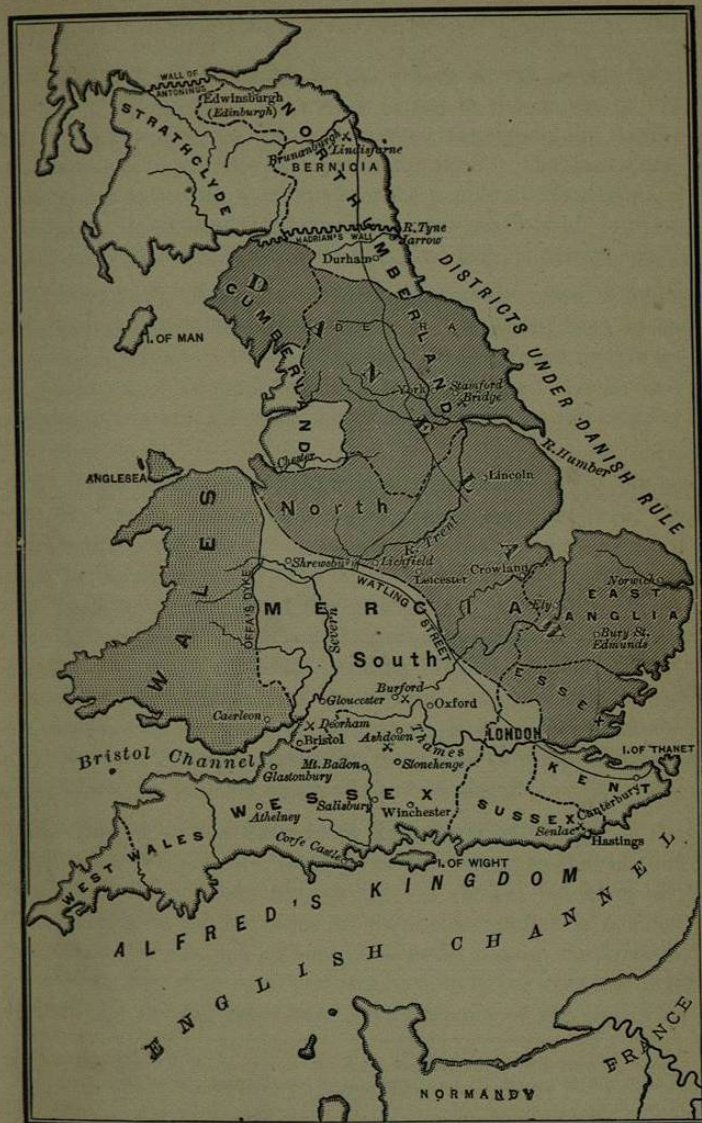 WALL OF
ANTONINUS
Edwinsburgh
(Edinburgh)
STRATHCLYDE
NORTHUMBERLAND
Brunanburgh
Lindisfarne
BERNICIA
HADRIAN'S WALL
R. Tyne
Jarrow
Durham
DISTRICTS UNDER DANISH RULE
DANELAW
CUMBERLAND
DEIRA
I. OF MAN
York
Stamford
Bridge
R. Humber
Chester
ANGLESEA
Lincoln
North
R. Trent
WALES
Shrewsbury
Lichfield
Leicester
Crowland
Norwich
EAST
ANGLIA
Ely
Bury St.
Edmunds
OFFA'S DYKE
WATLING STREET
MERCIA
Severn
South
ESSEX
Burford
Gloucester
Oxford
Caerleon
Deorham
Bristol
Ashdown
Thames
LONDON
I. OF THANET
Bristol Channel
Mt. Badon
Stonehenge
Glastonbury
KENT
Canterbury
WESSEX
Salisbury
Athelney
Winchester
SUSSEX
Senlac
Hastings
WEST WALES
Corfe Castle
I. OF WIGHT
ALFRED'S KINGDOM
ENGLISH CHANNEL
FRANCE
NORMANDY